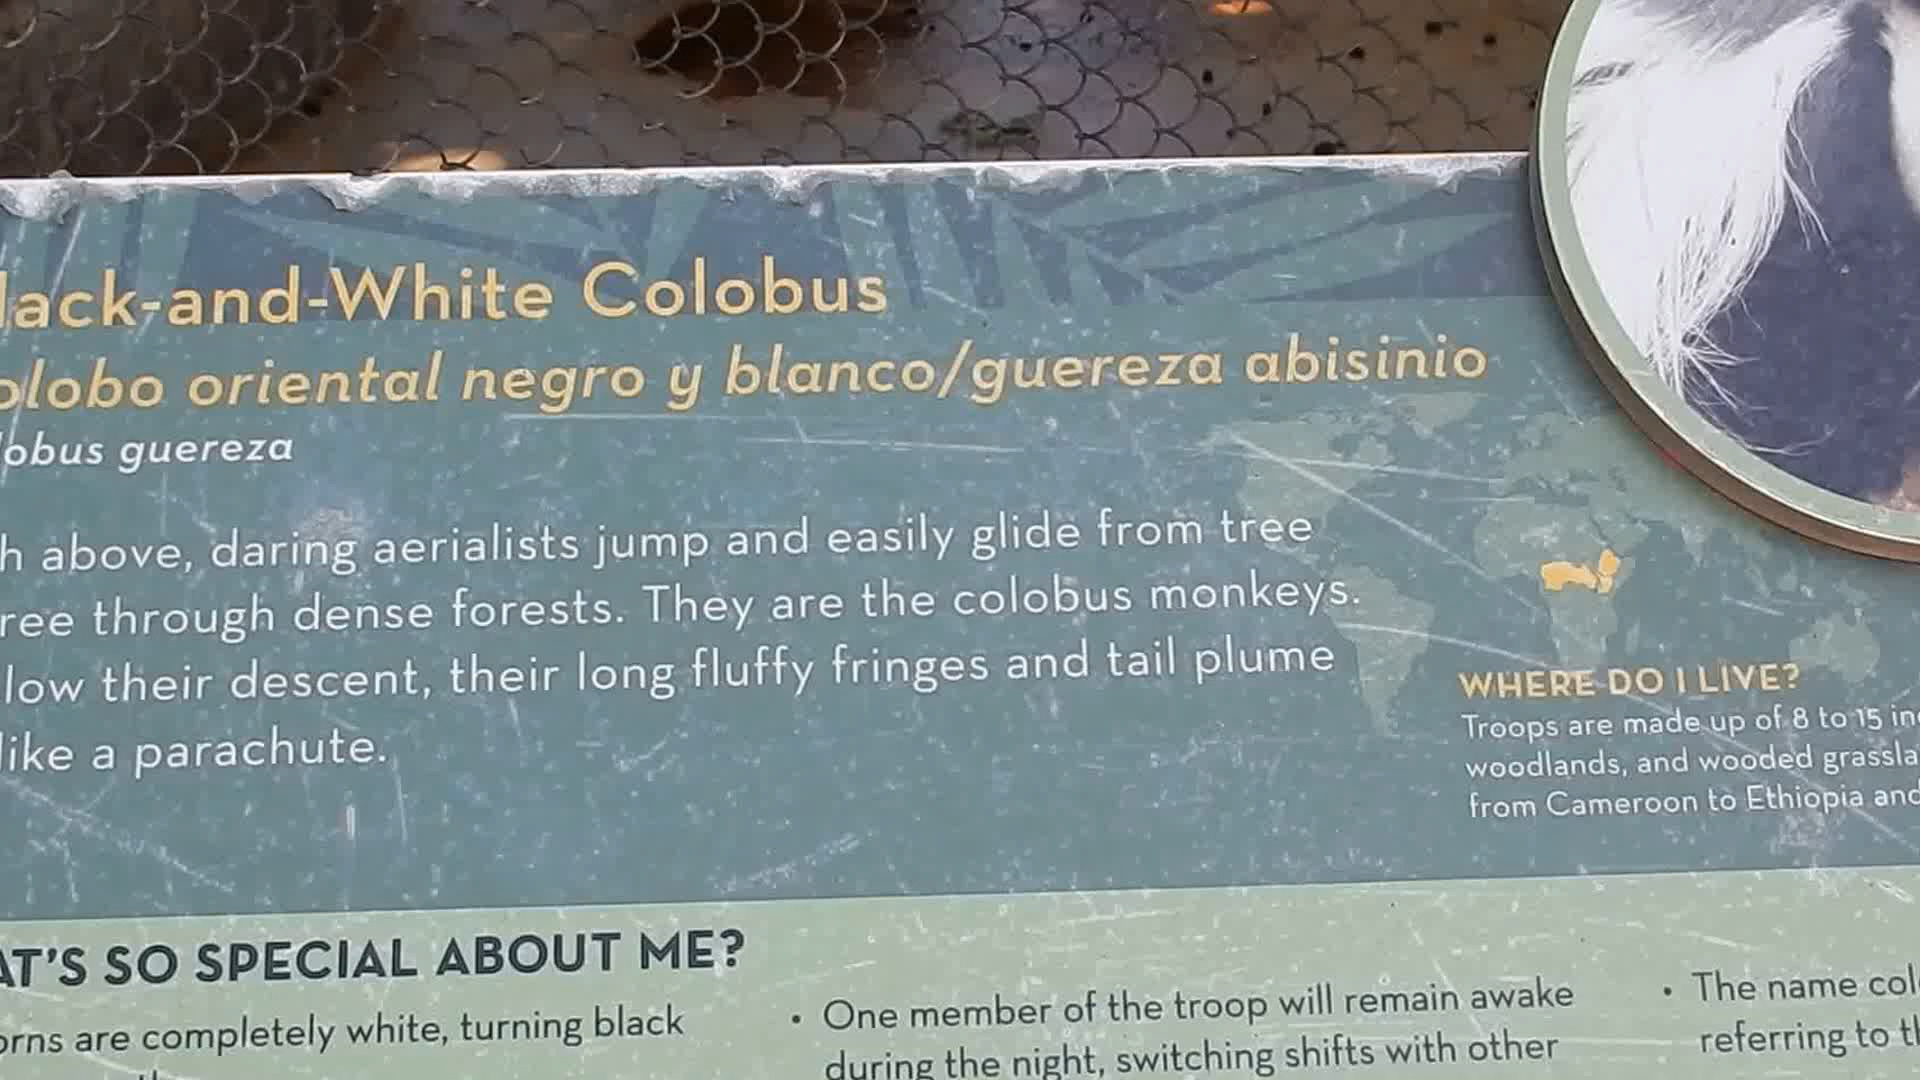 lack-and-White Colobus
olobo oriental negro y blanco/guereza abisinio
lobus guereza
h above, daring aerialists jump and easily glide from tree
ree through dense forests. They are the colobus monkeys.
low their descent, their long fluffy fringes and tail plume
like a parachute.
WHERE DO I LIVE?
Troops are made up of 8 to 15 in
woodlands, and wooded grassla
from Cameroon to Ethiopia and
AT'S SO SPECIAL ABOUT ME?
orns are completely white, turning black
• One member of the troop will remain awake
during the night, switching shifts with other
• The name col
referring to t